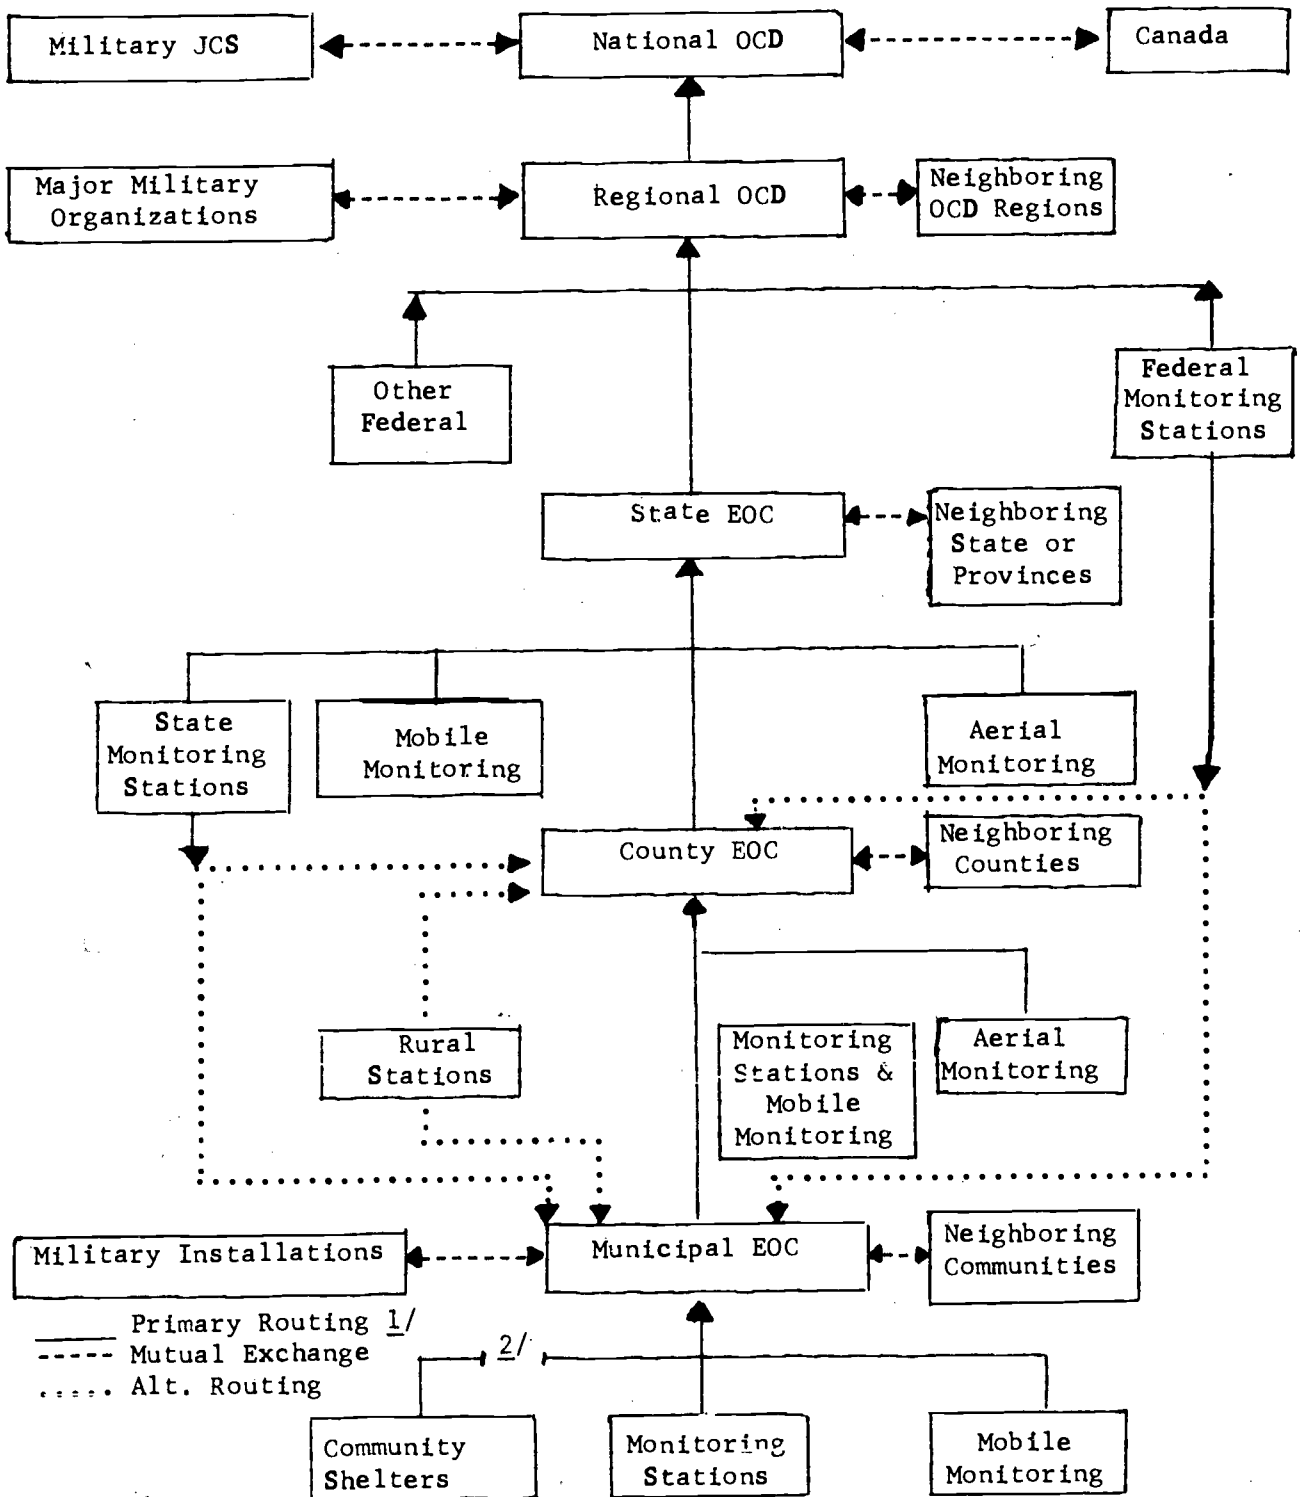 Military JCS
National OCD
Canada
Major Military
Organizations
Regional OCD
Neighboring
OCD Regions
Other
Federal
Federal
Monitoring
Stations
State EOC
Neighboring
State or
Provinces
State
Monitoring
Stations
Mobile
Monitoring
Aerial
Monitoring
County EOC
Neighboring
Counties
Rural
Stations
Monitoring
Stations &
Mobile
Monitoring
Aerial
Monitoring
Military Installations
Municipal EOC
Neighboring
Communities
Primary Routing 1/
Mutual Exchange
Alt. Routing
2/
Community
Shelters
Monitoring
Stations
Mobile
Monitoring